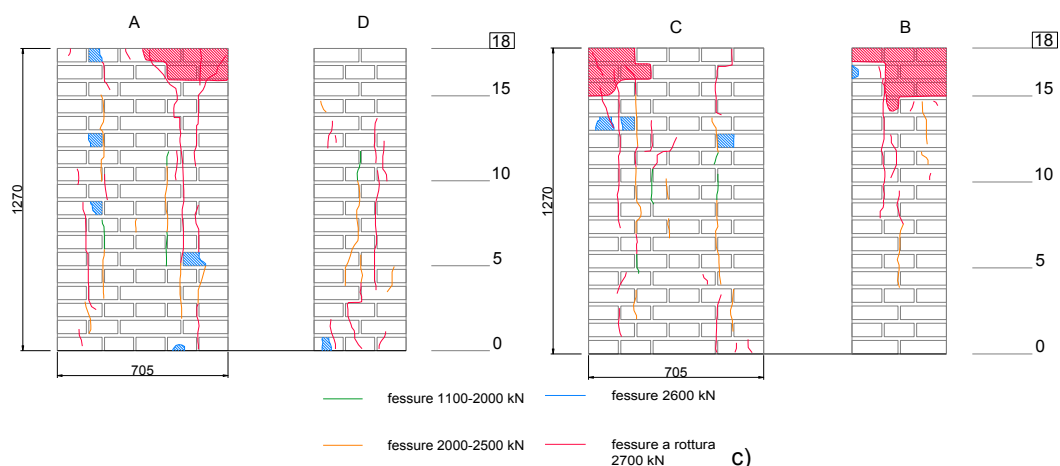 A
D
C
B
18
15
10
5
0
1270
705
18
15
10
5
0
1270
705
fessure 1100-2000 kN
fessure 2600 kN
fessure 2000-2500 kN
fessure a rottura
2700 kN
c)